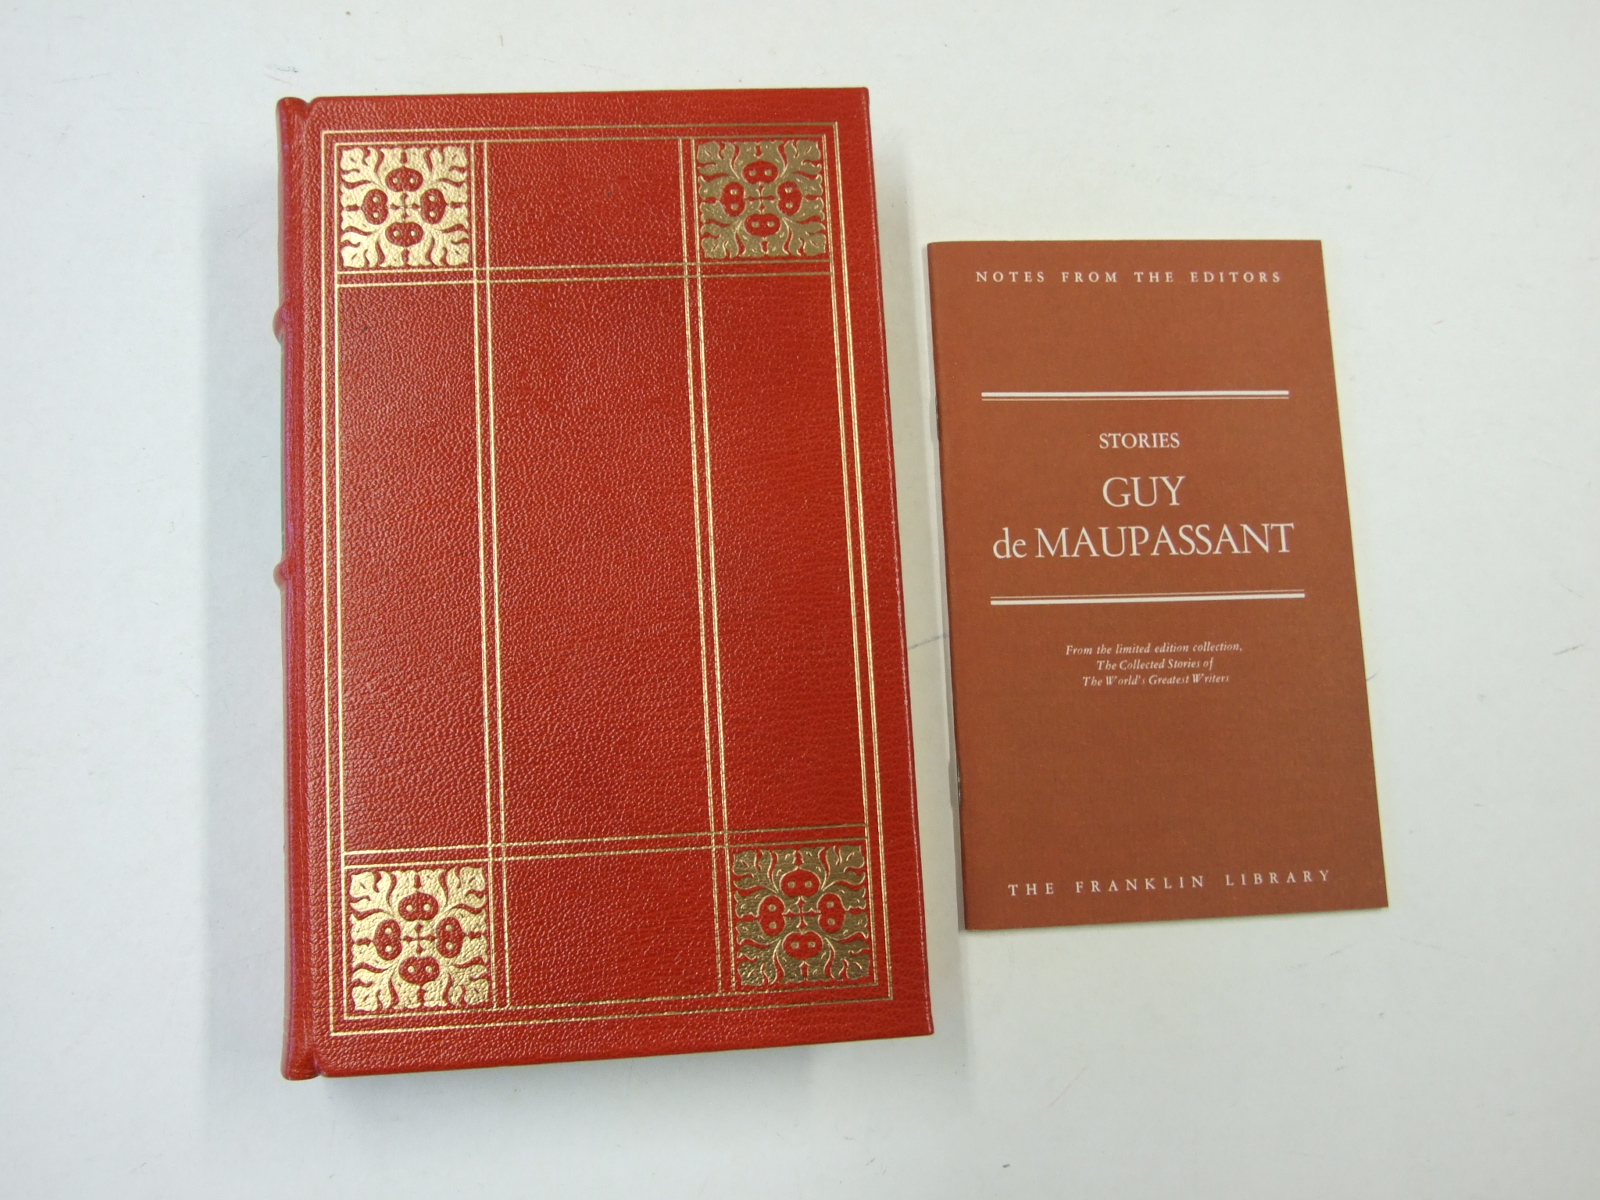 NOTES FROM THE EDITORS
STORIES
GUY
de MAUPASSANT
From the limited edition collection,
The Collected Stories of
The World's Greatest Writers
THE FRANKLIN LIBRARY